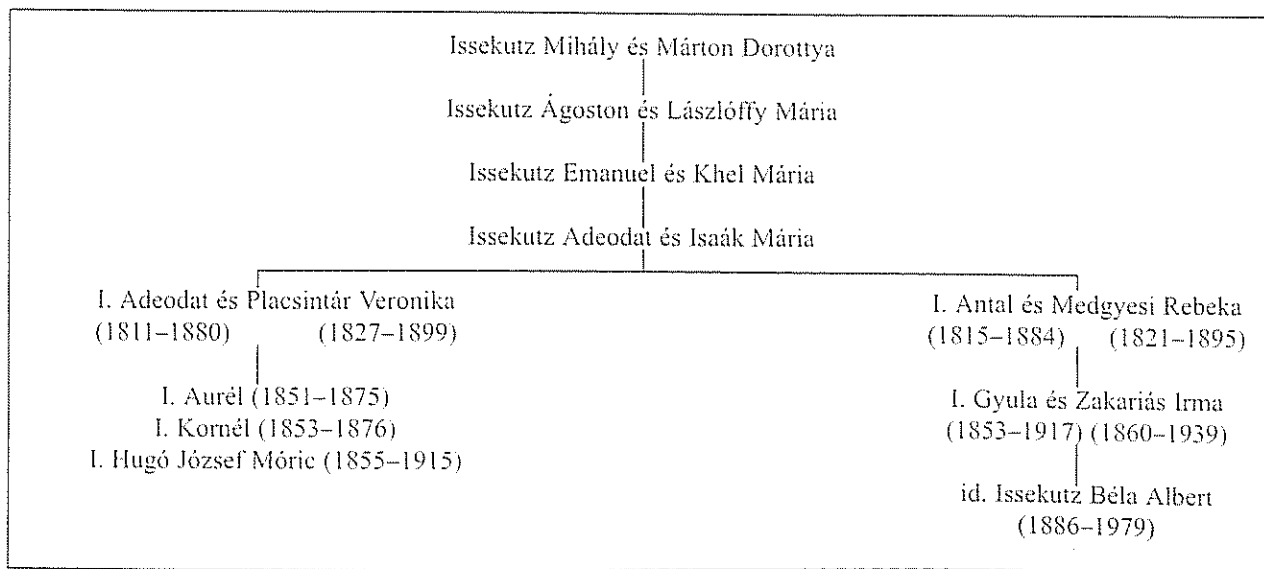 Issekutz Mihály és Márton Dorottya
Issekutz Ágoston és Lászlóffy Mária
Issekutz Emanuel és Khel Mária
Issekutz Adeodat és Isaák Mária
I. Adeodat és Placsintár Veronika
(1811–1880) (1827–1899)
I. Aurél (1851–1875)
I. Kornél (1853–1876)
I. Hugó József Móric (1855–1915)
I. Antal és Medgyesi Rebeka
(1815–1884) (1821–1895)
I. Gyula és Zakariás Irma
(1853–1917) (1860–1939)
id. Issekutz Béla Albert
(1886–1979)